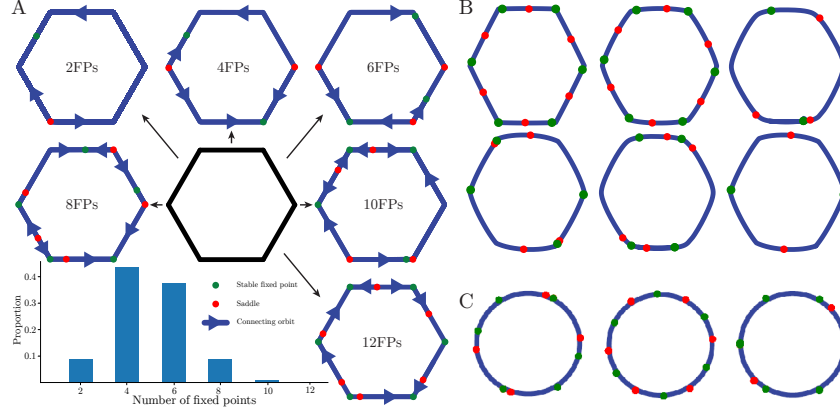 A
B
2FPs
4FPs
6FPs
8FPs
10FPs
12FPs
Stable fixed point
Saddle
Connecting orbit
Proportion
0.4
0.3
0.2
0.1
2
4
6
8
10
12
Number of fixed points
C